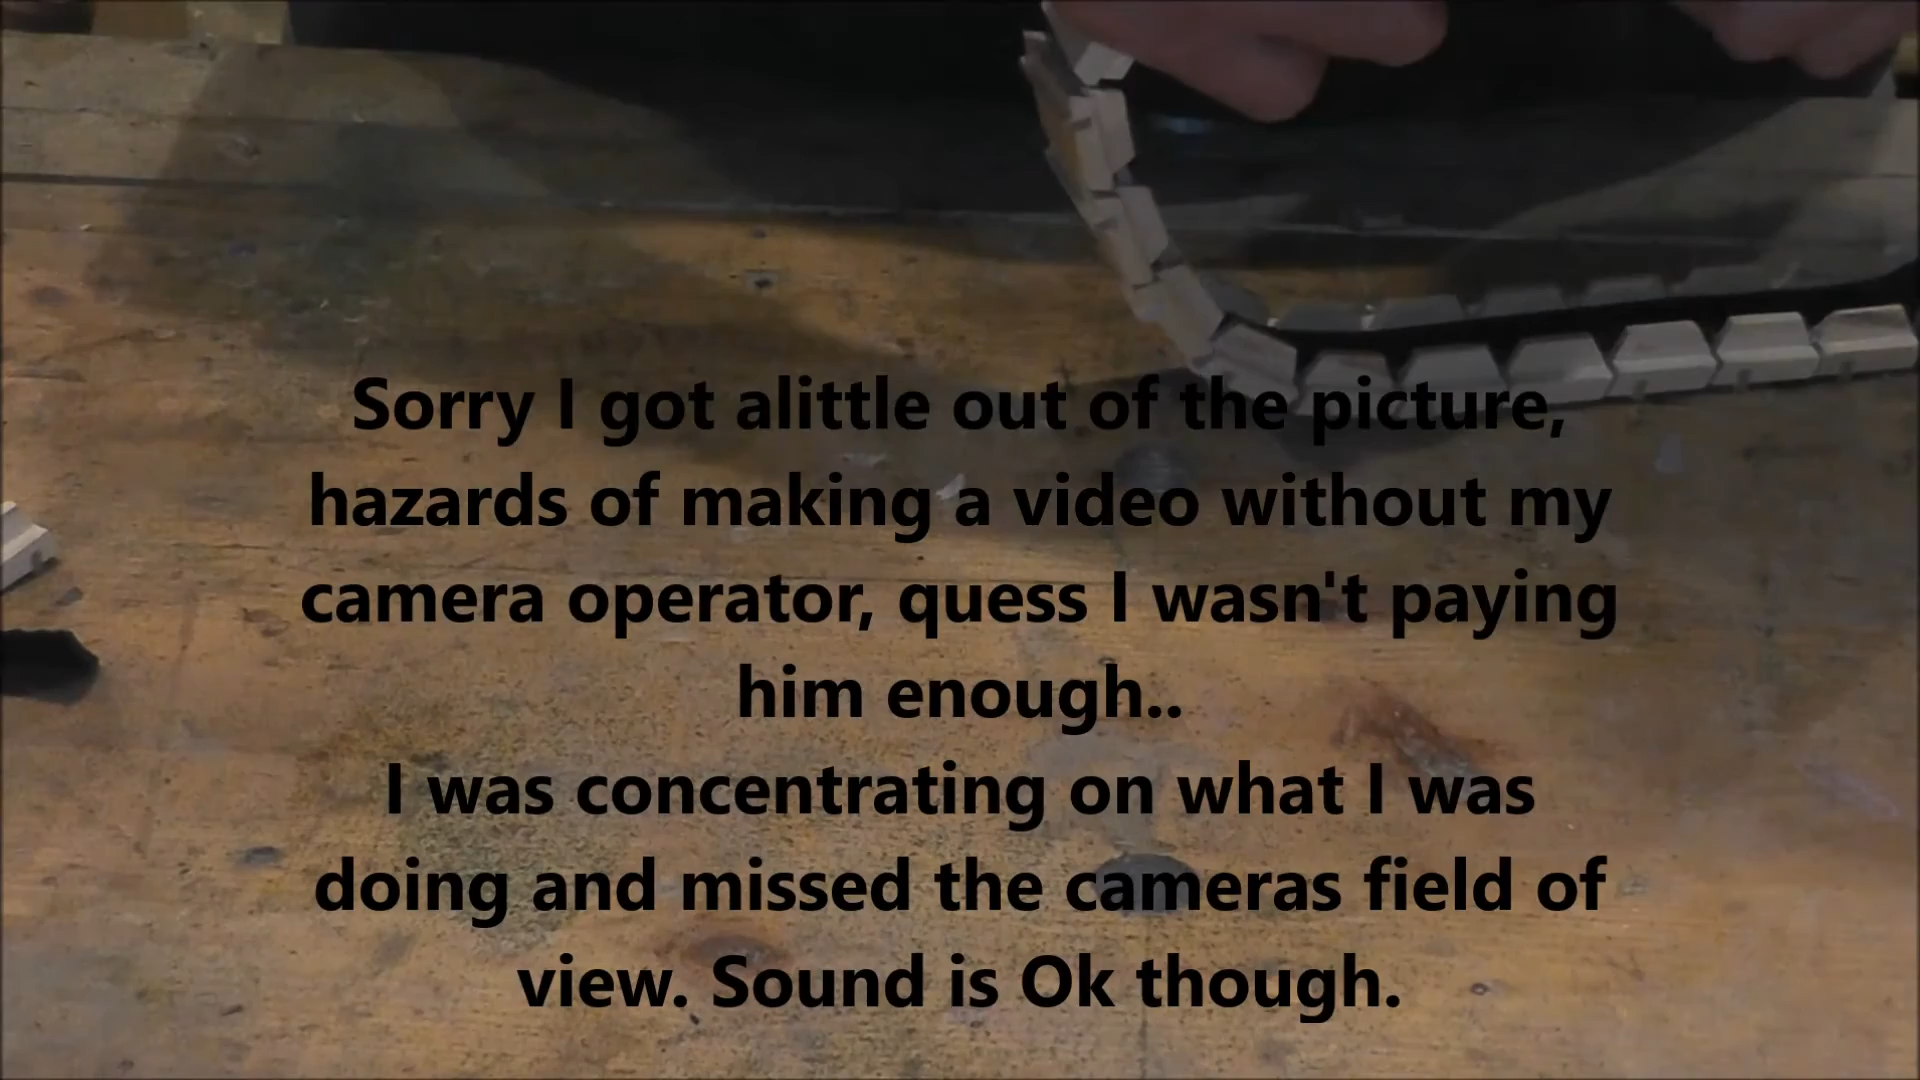 Sorry I got alittle out of the picture,
hazards of making a video without my
camera operator, quess I wasn't paying
him enough..
I was concentrating on what I was
doing and missed the cameras field of
view. Sound is Ok though.